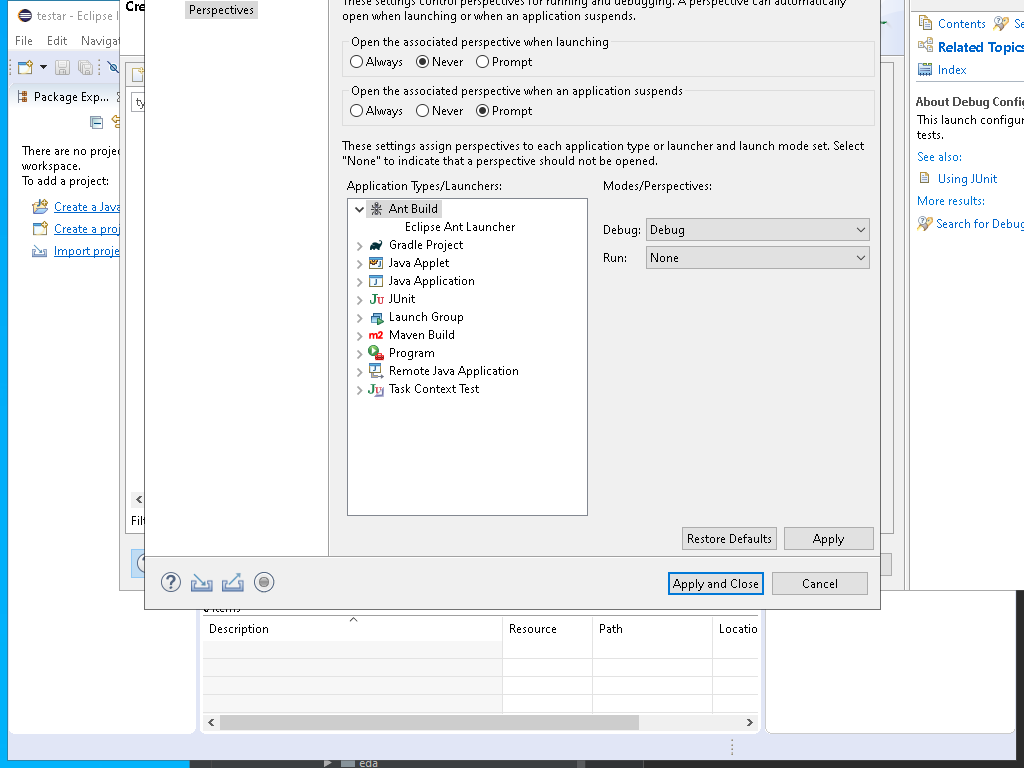 testar - Eclipse I
File Edit Navigat
Package Exp...
There are no proje
workspace.
To add a project:
Create a Java
Create a proj
Import proje
Cre
ty
Filt
Perspectives
These settings control perspectives for running and debugging. A perspective can automatically
open when launching or when an application suspends.
Open the associated perspective when launching
Always Never Prompt
Open the associated perspective when an application suspends
Always Never Prompt
These settings assign perspectives to each application type or launcher and launch mode set. Select
"None" to indicate that a perspective should not be opened.
Application Types/Launchers:
Ant Build
Eclipse Ant Launcher
Gradle Project
Java Applet
Java Application
JUnit
Launch Group
Maven Build
Program
Remote Java Application
Task Context Test
Modes/Perspectives:
Debug: Debug
Run: None
Restore Defaults Apply
Apply and Close Cancel
Contents Se
Related Topics
Index
About Debug Config
This launch configur
tests.
See also:
Using JUnit
More results:
Search for Debug
Description Resource Path Locatio
eda